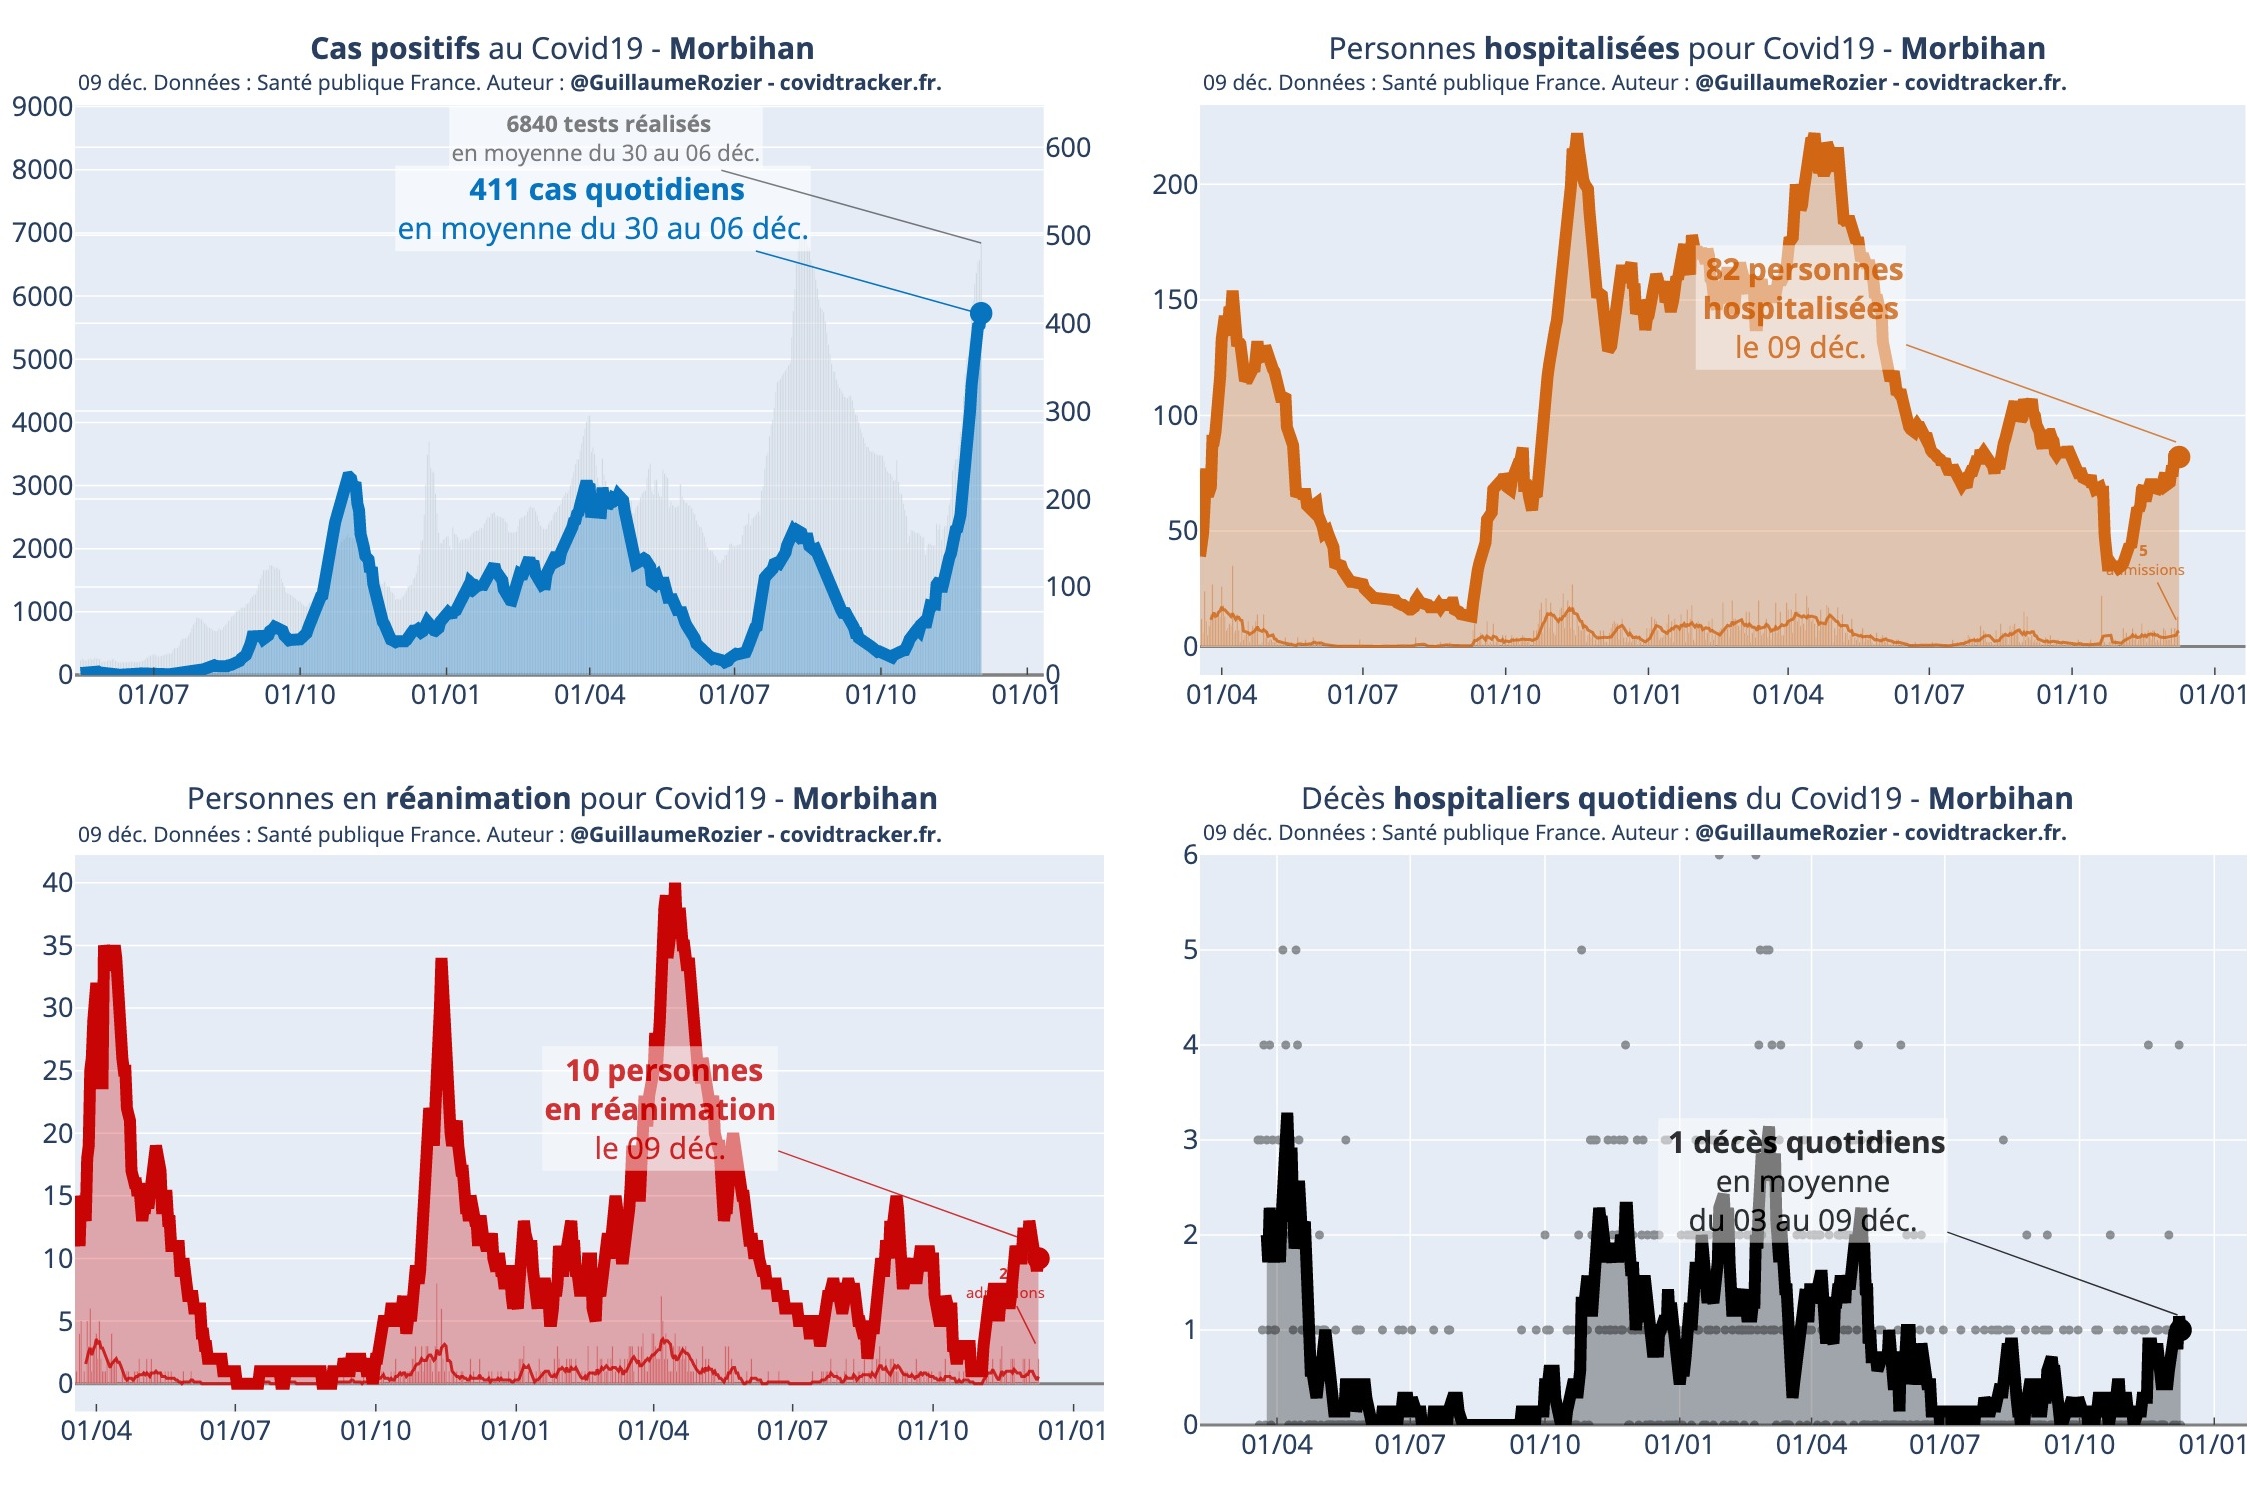 Cas positifs au Covid19 - Morbihan
09 déc. Données : Santé publique France. Auteur : @GuillaumeRozier - covidtracker.fr.
6840 tests réalisés
en moyenne du 30 au 06 déc.
411 cas quotidiens
en moyenne du 30 au 06 déc.
9000
8000
7000
6000
5000
4000
3000
2000
1000
0
600
500
400
300
200
100
0
01/07 01/10 01/01 01/04 01/07 01/10 01/01
Personnes hospitalisées pour Covid19 - Morbihan
09 déc. Données : Santé publique France. Auteur : @GuillaumeRozier - covidtracker.fr.
200
150
100
50
0
82 personnes
hospitalisées
le 09 déc.
5
admissions
01/04 01/07 01/10 01/01 01/04 01/07 01/10 01/01
Personnes en réanimation pour Covid19 - Morbihan
09 déc. Données : Santé publique France. Auteur : @GuillaumeRozier - covidtracker.fr.
40
35
30
25
20
15
10
5
0
10 personnes
en réanimation
le 09 déc.
2
admissions
01/04 01/07 01/10 01/01 01/04 01/07 01/10 01/01
Décès hospitaliers quotidiens du Covid19 - Morbihan
09 déc. Données : Santé publique France. Auteur : @GuillaumeRozier - covidtracker.fr.
6
5
4
3
2
1
0
1 décès quotidiens
en moyenne
du 03 au 09 déc.
01/04 01/07 01/10 01/01 01/04 01/07 01/10 01/01